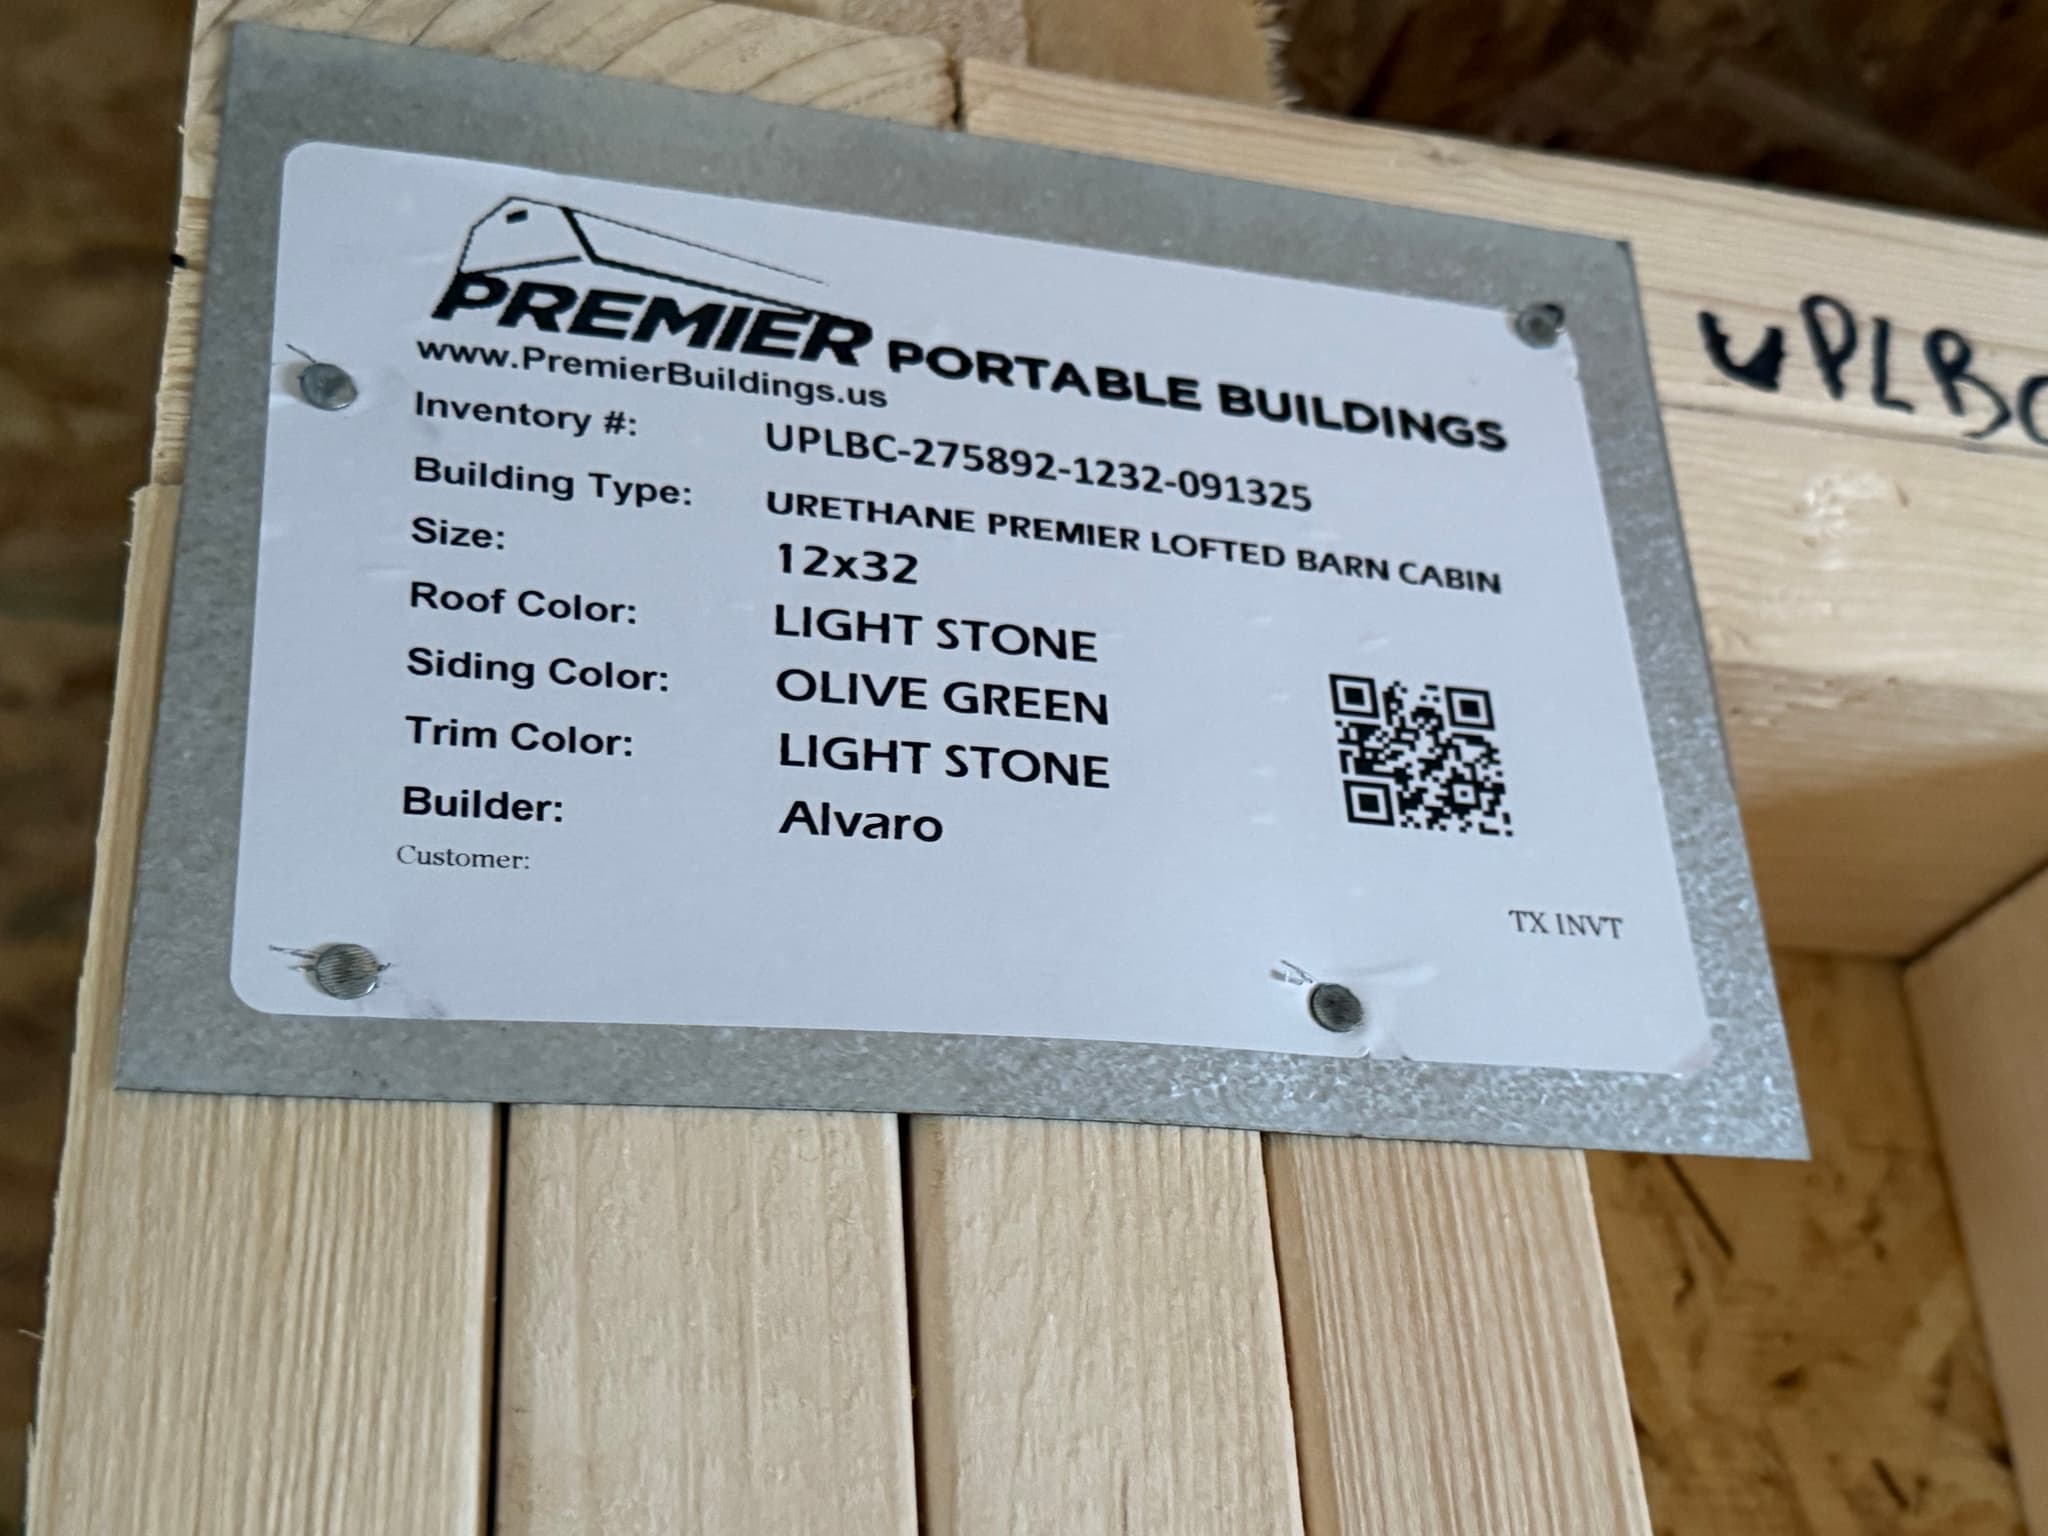 PREMIER PORTABLE BUILDINGS
www.PremierBuildings.us
Inventory #: UPLBC-275892-1232-091325
Building Type: URETHANE PREMIER LOFTED BARN CABIN
Size: 12x32
Roof Color: LIGHT STONE
Siding Color: OLIVE GREEN
Trim Color: LIGHT STONE
Builder: Alvaro
Customer:
TX INVT
UPLBC